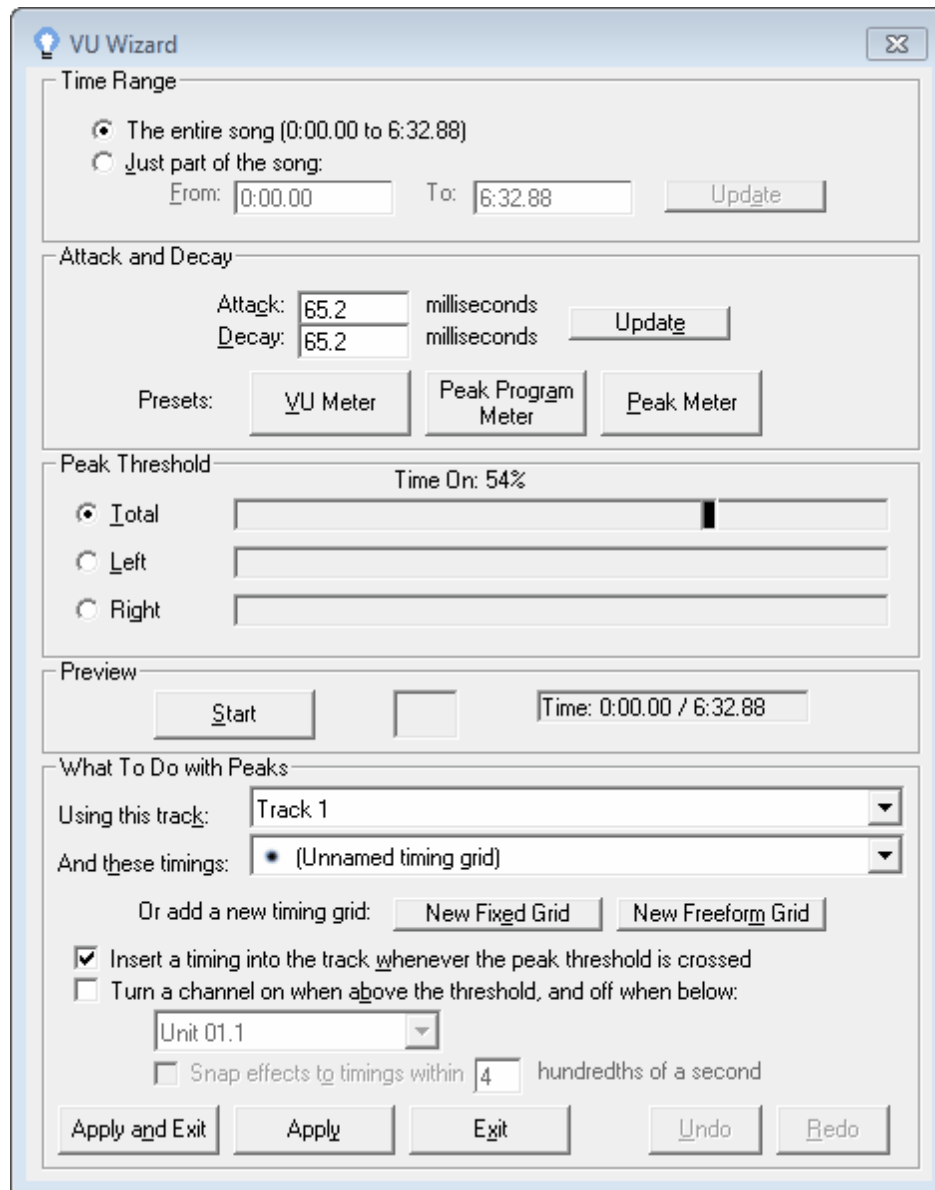 VU Wizard
Time Range
The entire song (0:00.00 to 6:32.88)
Just part of the song:
From: 0:00.00 To: 6:32.88 Update
Attack and Decay
Attack: 65.2 milliseconds
Update
Decay: 65.2 milliseconds
Presets: VU Meter Peak Program Meter Peak Meter
Peak Threshold
Time On: 54%
Total
Left
Right
Preview
Start Time: 0:00.00 / 6:32.88
What To Do with Peaks
Using this track: Track 1
And these timings: (Unnamed timing grid)
Or add a new timing grid: New Fixed Grid New Freeform Grid
Insert a timing into the track whenever the peak threshold is crossed
Turn a channel on when above the threshold, and off when below:
Unit 01.1
Snap effects to timings within 4 hundredths of a second
Apply and Exit Apply Exit Undo Redo